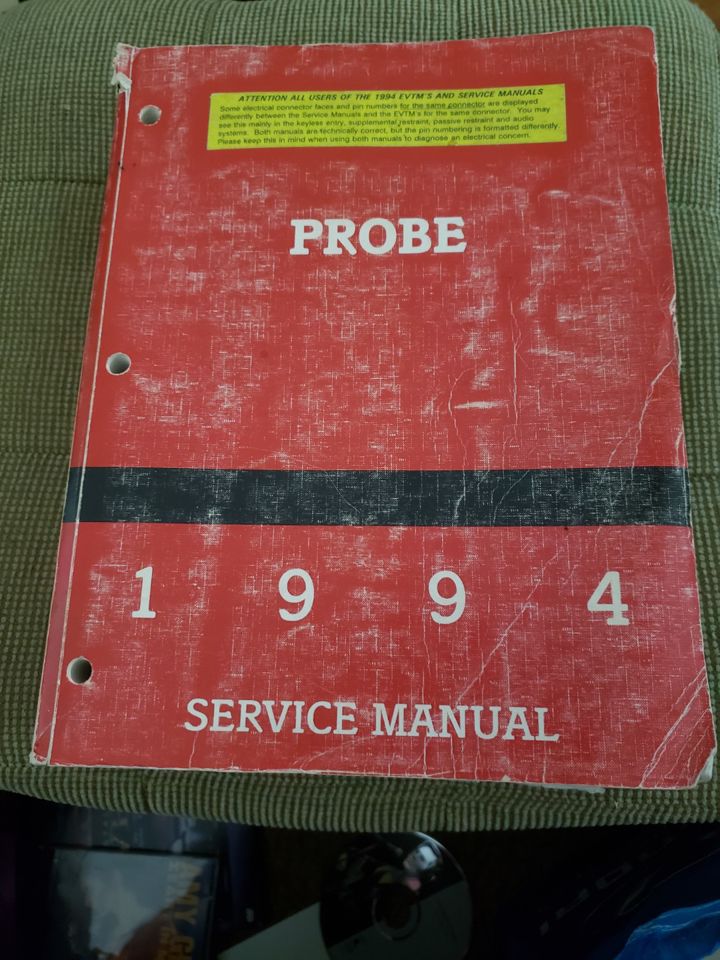 ATTENTION ALL USERS OF THE 1994 EVTM'S AND SERVICE MANUALS
Some electrical connector faces and pin numbers for the same connector are displayed
differently between the Service Manuals and the EVTM's for the same connentor. You may
see this mainly in the keyless entry, supplemental restraint, passive restraint and audio
systems. Both manuals are technically correct, but the pin numbering is formatted differently.
Please keep this in mind when using both manuals to diagnose an electrical concern.
PROBE
1 9 9 4
SERVICE MANUAL
AMY